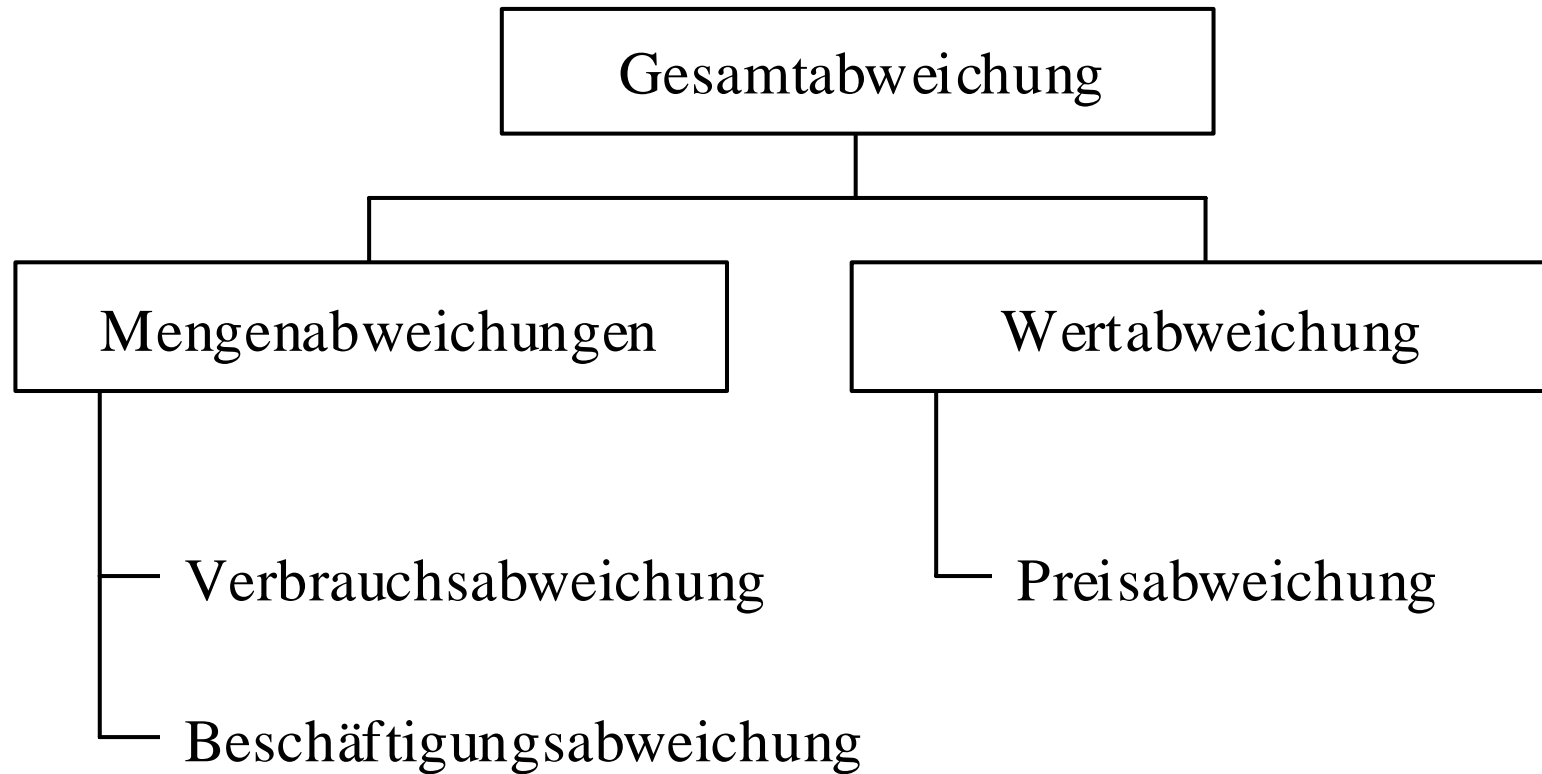 Gesamtabweichung
Mengenabweichungen
Wertabweichung
Verbrauchsabweichung
Preisabweichung
Beschäftigungsabweichung